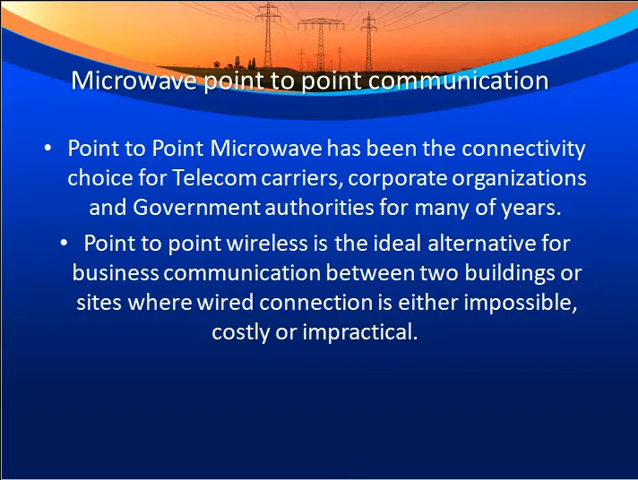 Microwave point to point communication
• Point to Point Microwave has been the connectivity
choice for Telecom carriers, corporate organizations
and Government authorities for many of years.
• Point to point wireless is the ideal alternative for
business communication between two buildings or
sites where wired connection is either impossible,
costly or impractical.